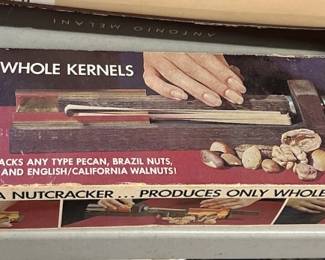 ANTONIO MELANI
WHOLE KERNELS
ACKS ANY TYPE PECAN, BRAZIL NUTS,
AND ENGLISH/CALIFORNIA WALNUTS!
A NUTCRACKER... PRODUCES ONLY WHOLE